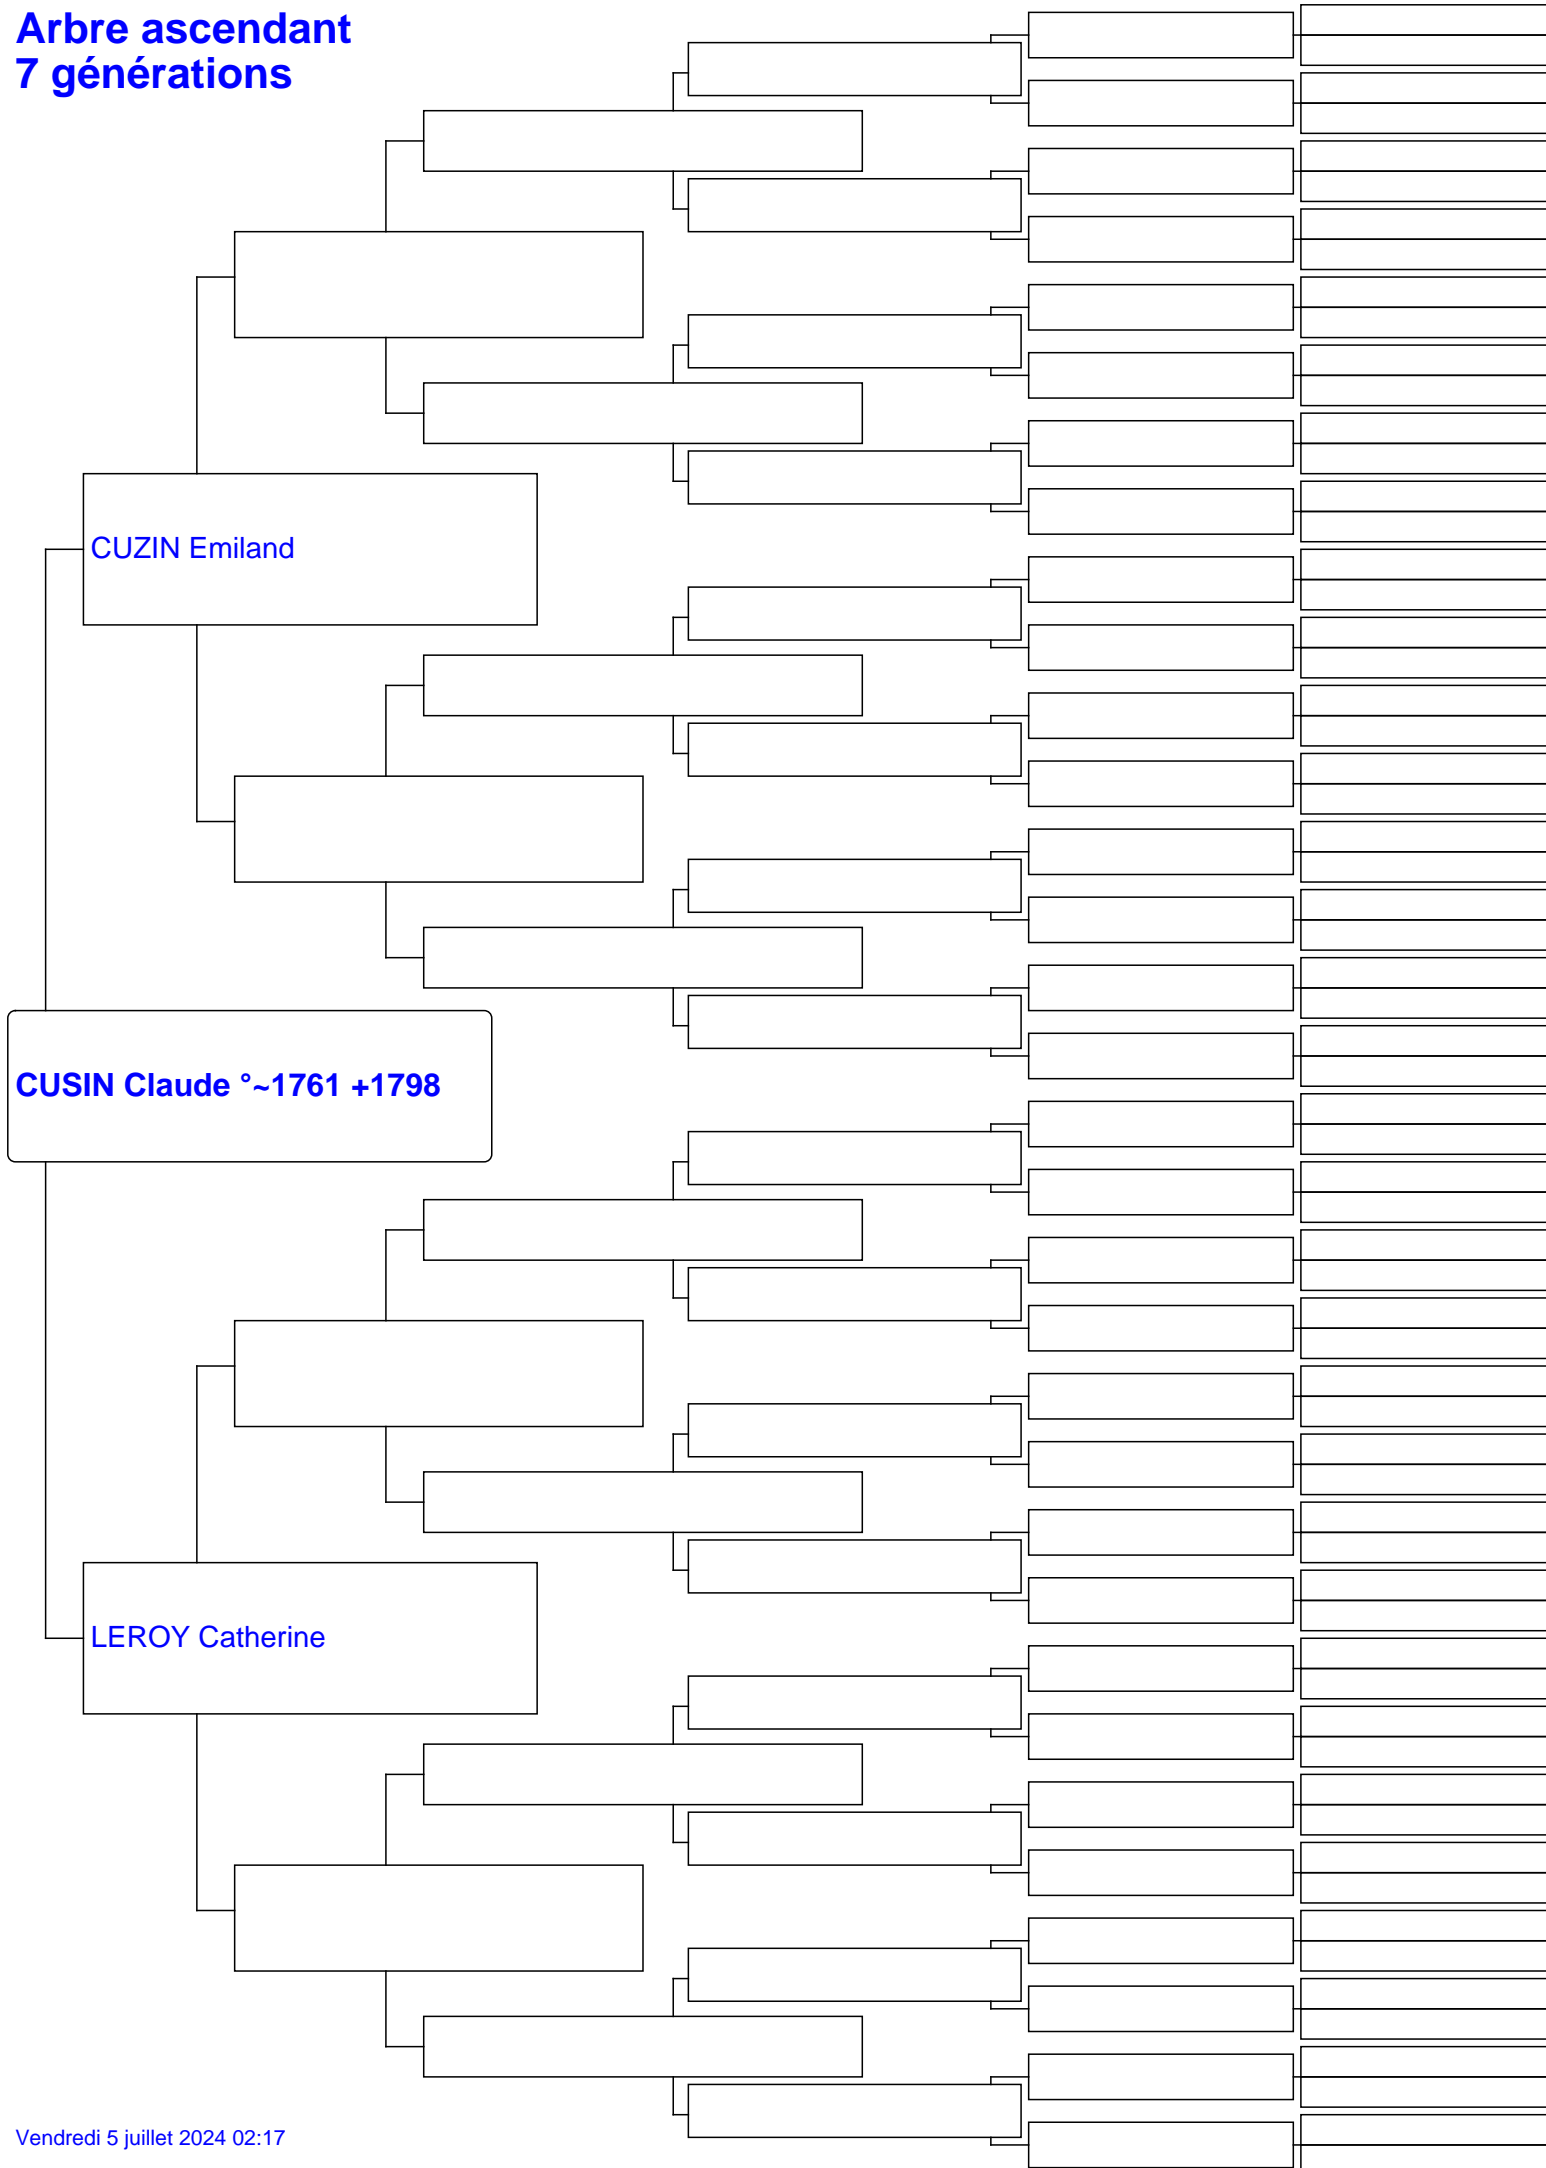 Arbre ascendant
7 générations
CUZIN Emiland
CUSIN Claude °~1761 +1798
LEROY Catherine
Vendredi 5 juillet 2024 02:17